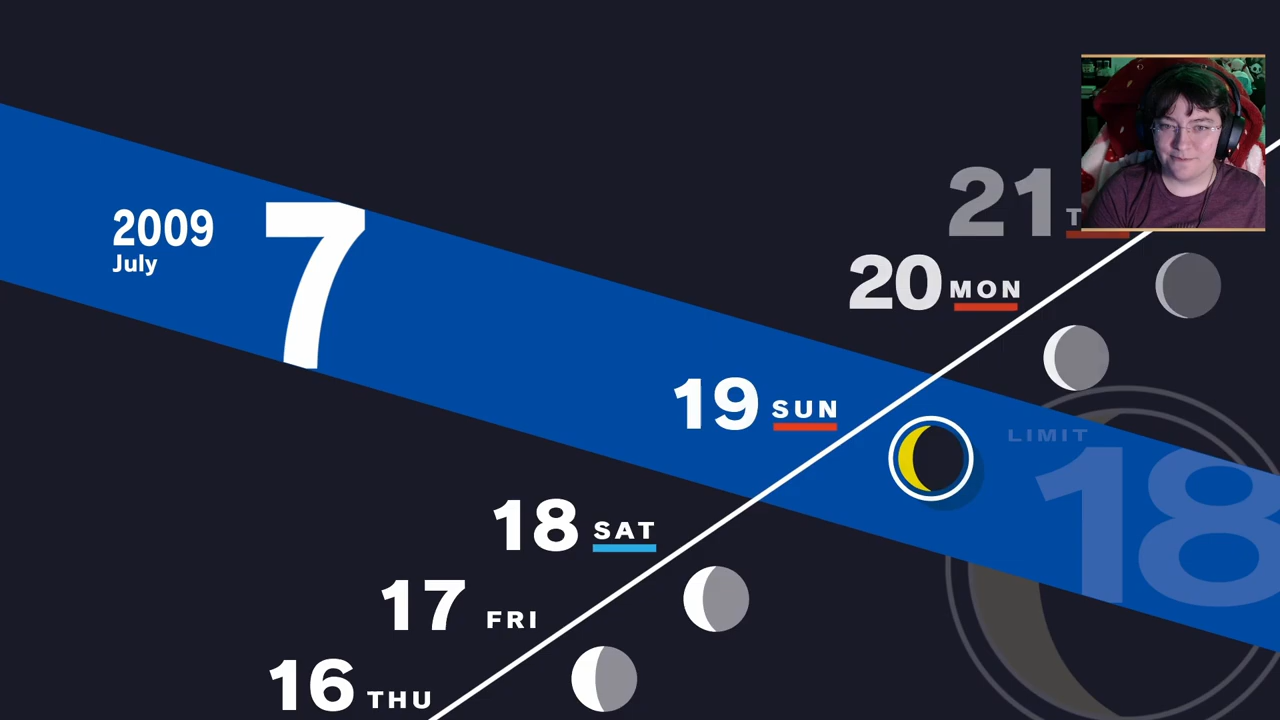 2009
July
7
21
20 MON
19 SUN
LIMIT
18
18 SAT
17 FRI
16 THU